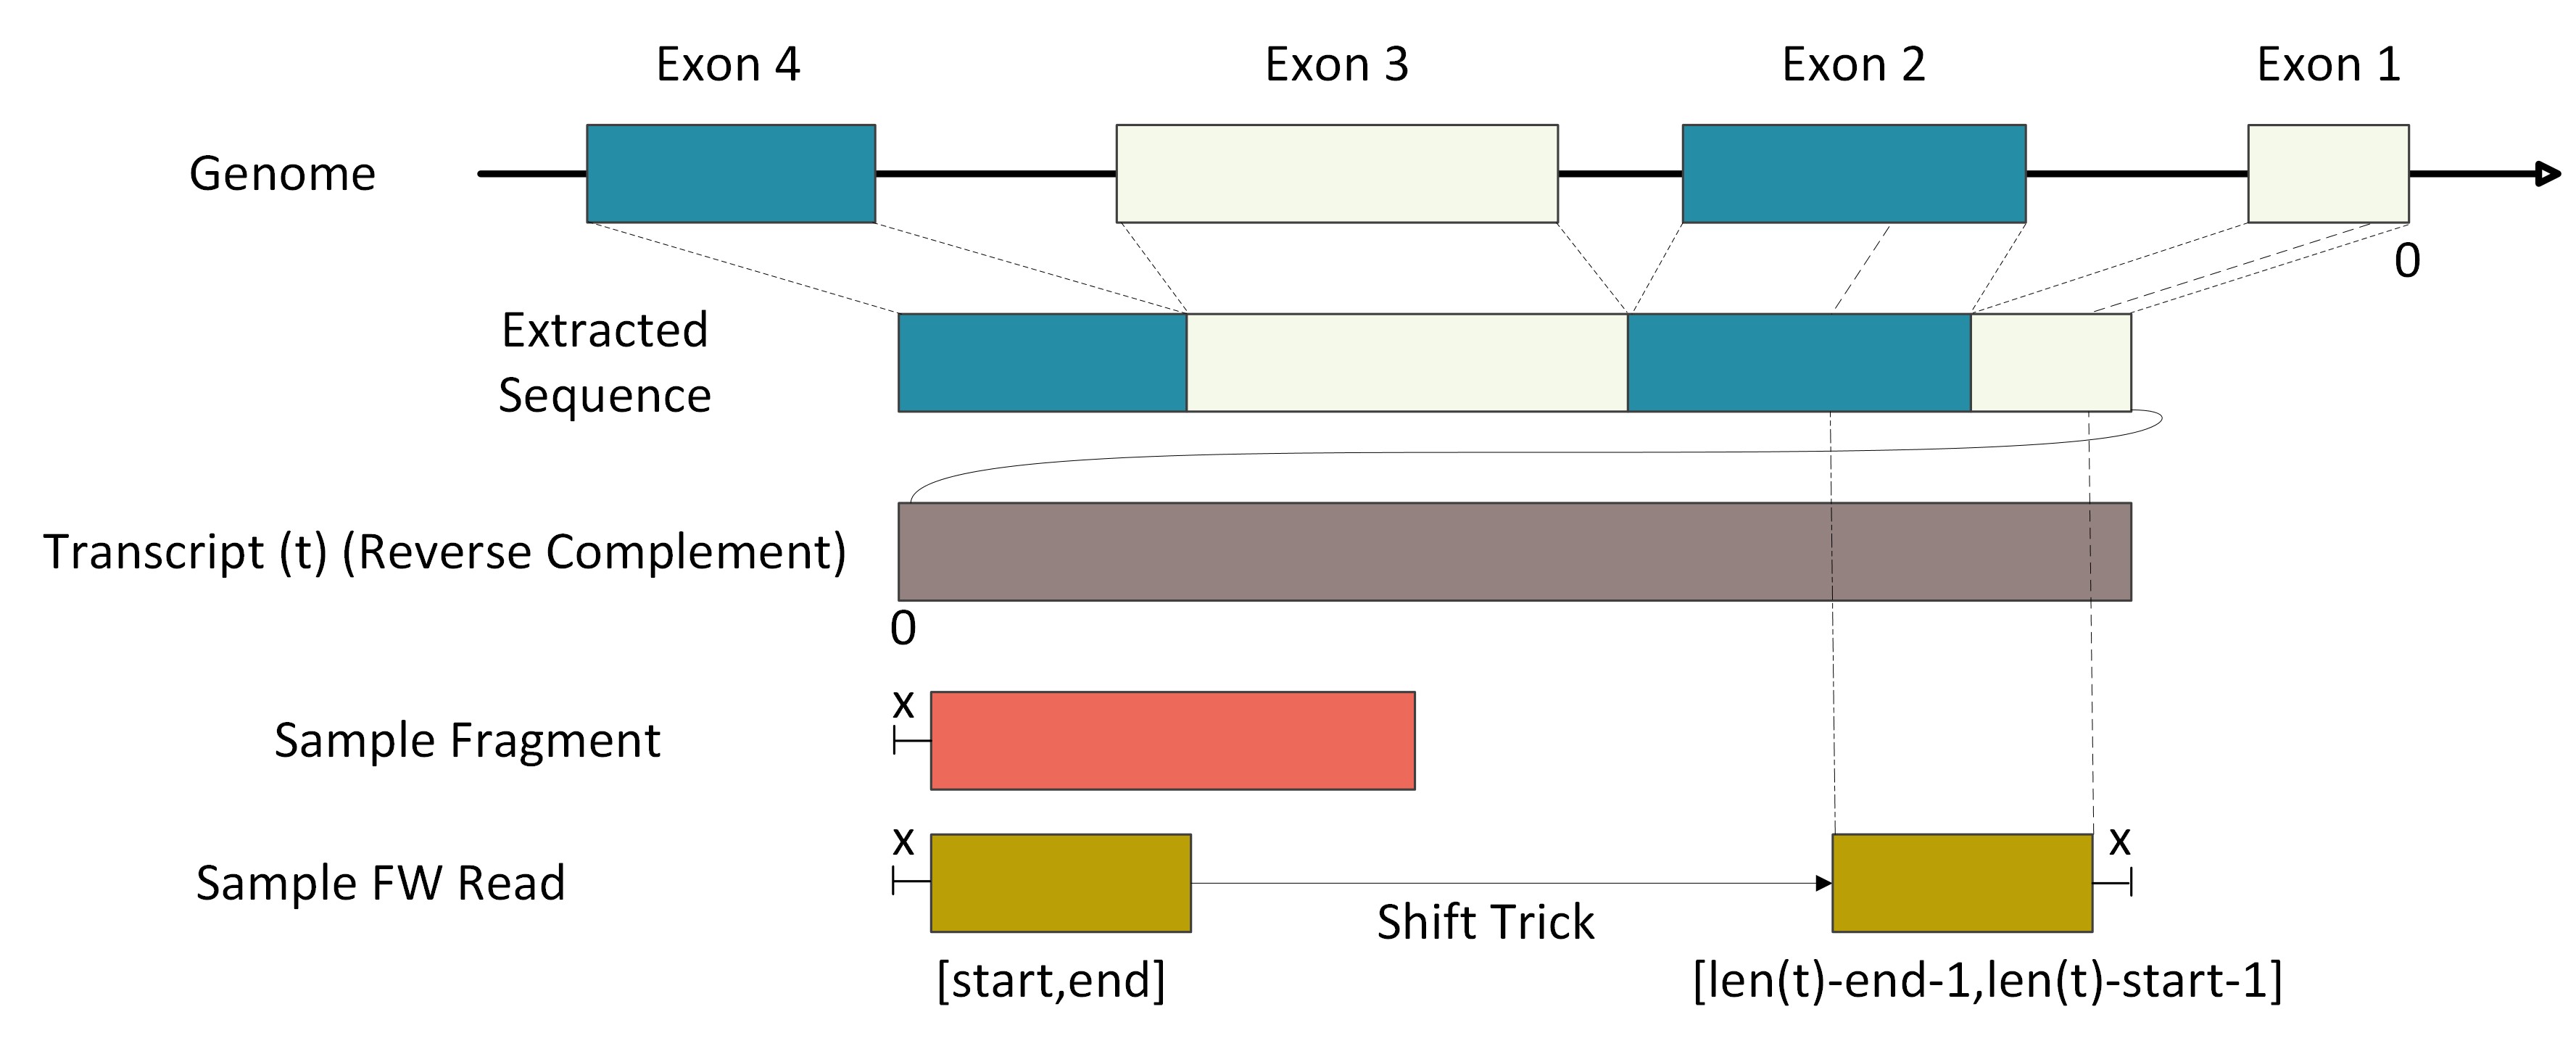 Exon 4
Exon 3
Exon 2
Exon 1
Genome
0
Extracted
Sequence
Transcript (t) (Reverse Complement)
0
x
Sample Fragment
x
x
Sample FW Read
Shift Trick
[start,end]
[len(t)-end-1,len(t)-start-1]